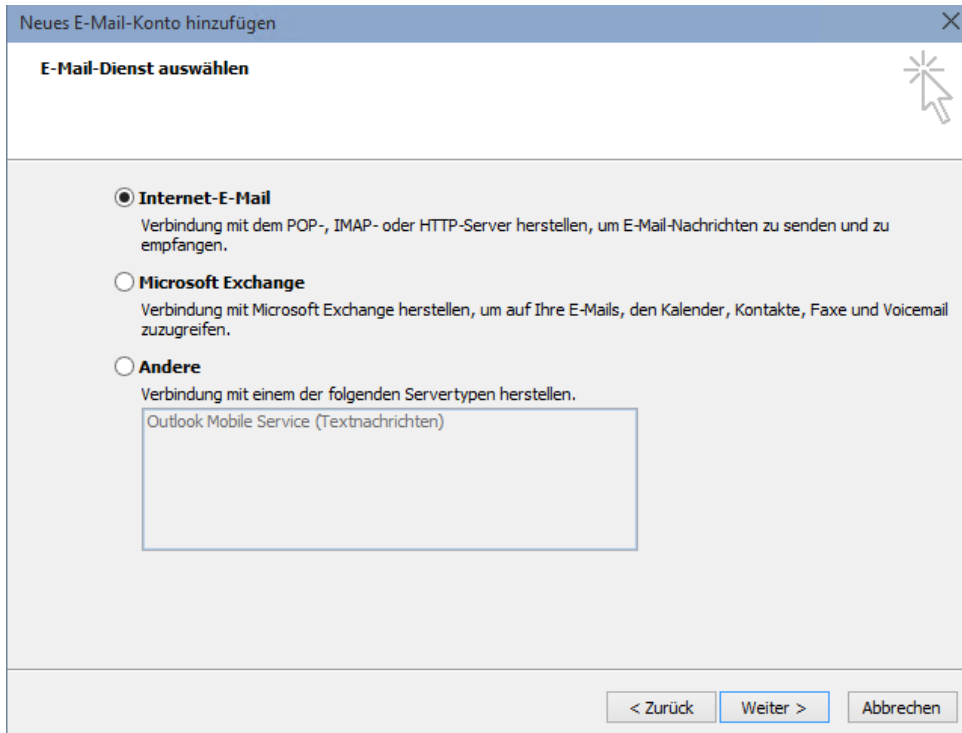 Neues E-Mail-Konto hinzufügen
E-Mail-Dienst auswählen
Internet-E-Mail
Verbindung mit dem POP-, IMAP- oder HTTP-Server herstellen, um E-Mail-Nachrichten zu senden und zu
empfangen.
Microsoft Exchange
Verbindung mit Microsoft Exchange herstellen, um auf Ihre E-Mails, den Kalender, Kontakte, Faxe und Voicemail
zuzugreifen.
Andere
Verbindung mit einem der folgenden Servertypen herstellen.
Outlook Mobile Service (Textnachrichten)
< Zurück Weiter > Abbrechen